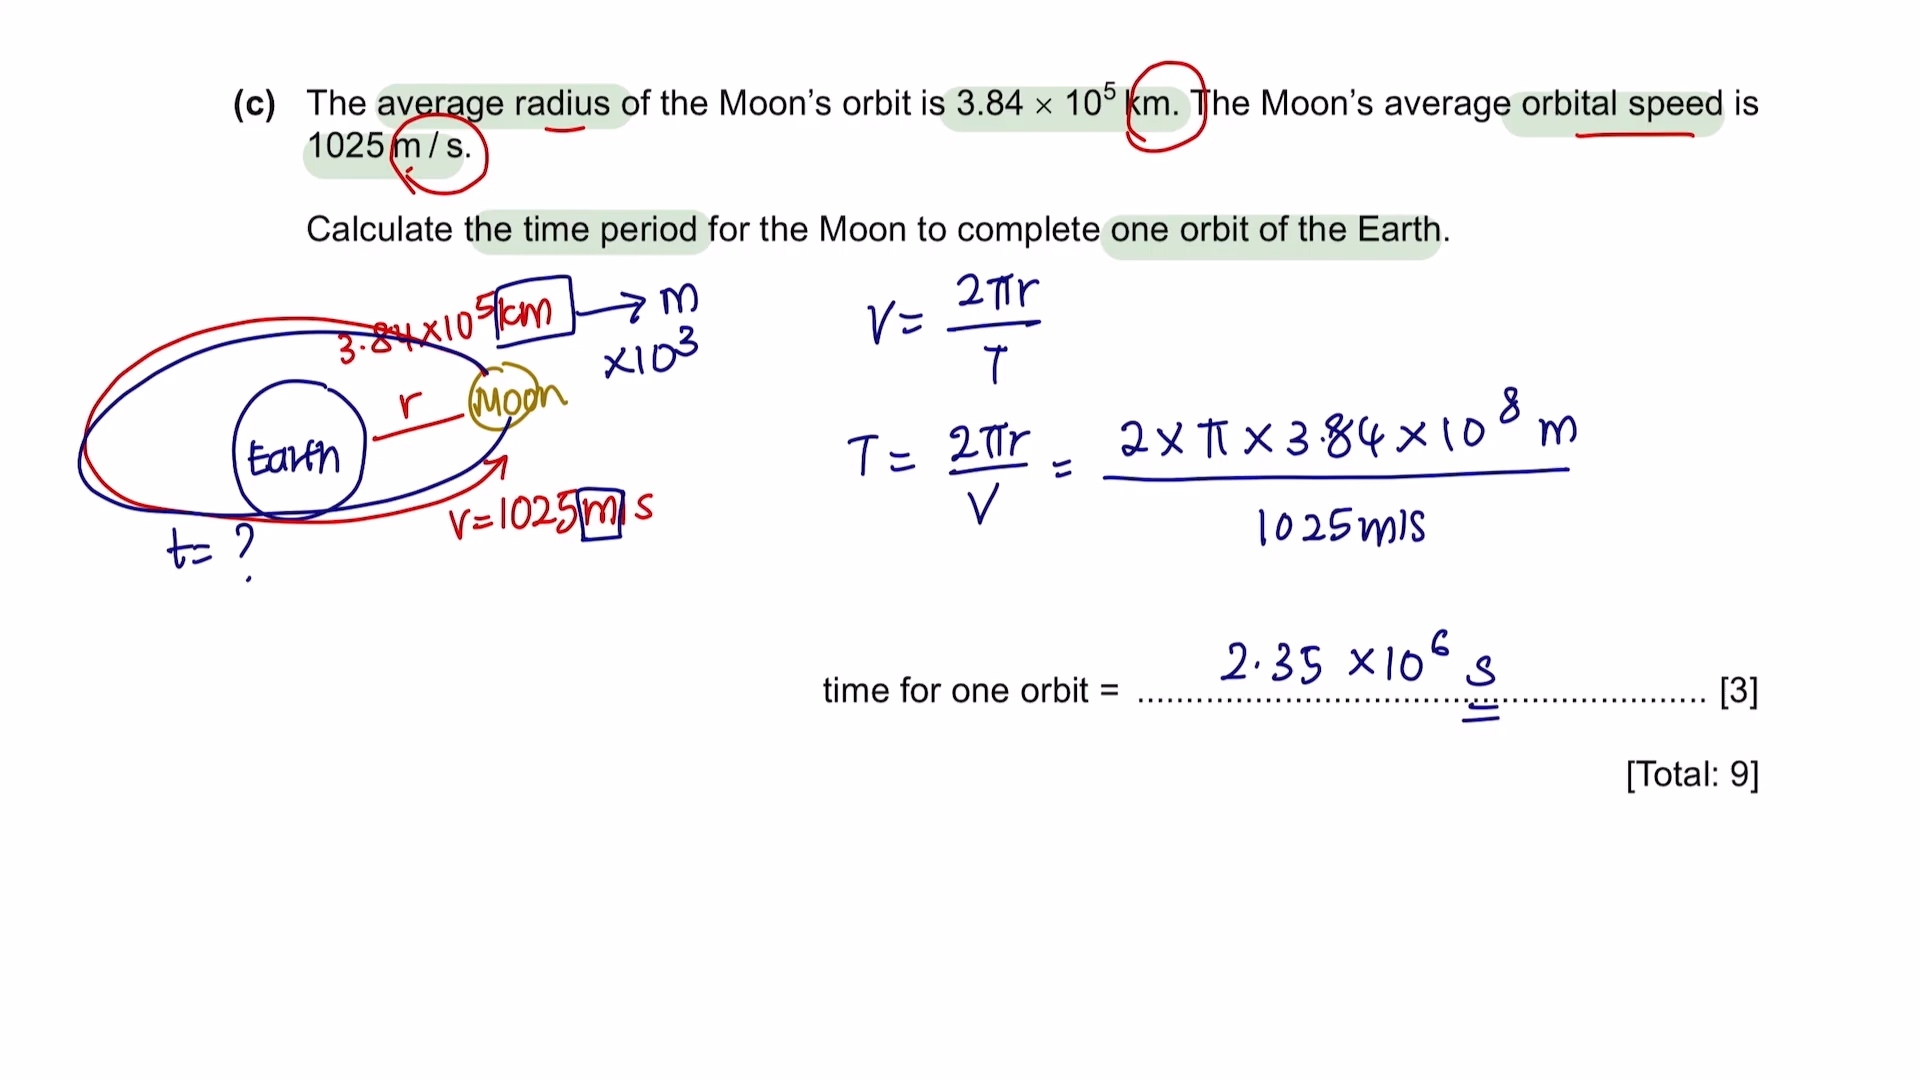 (c) The average radius of the Moon's orbit is 3.84 × 10⁵ km. The Moon's average orbital speed is
1025 m / s.
Calculate the time period for the Moon to complete one orbit of the Earth.
3.84×10⁵ km → m
×10³
r
Moon
Earth
v=1025m/s
t= ?
V= 2πr / T
T= 2πr / V = 2×π×3.84×10⁸ m / 1025m/s
2.35 ×10⁶ s
time for one orbit = .......................................................... [3]
[Total: 9]